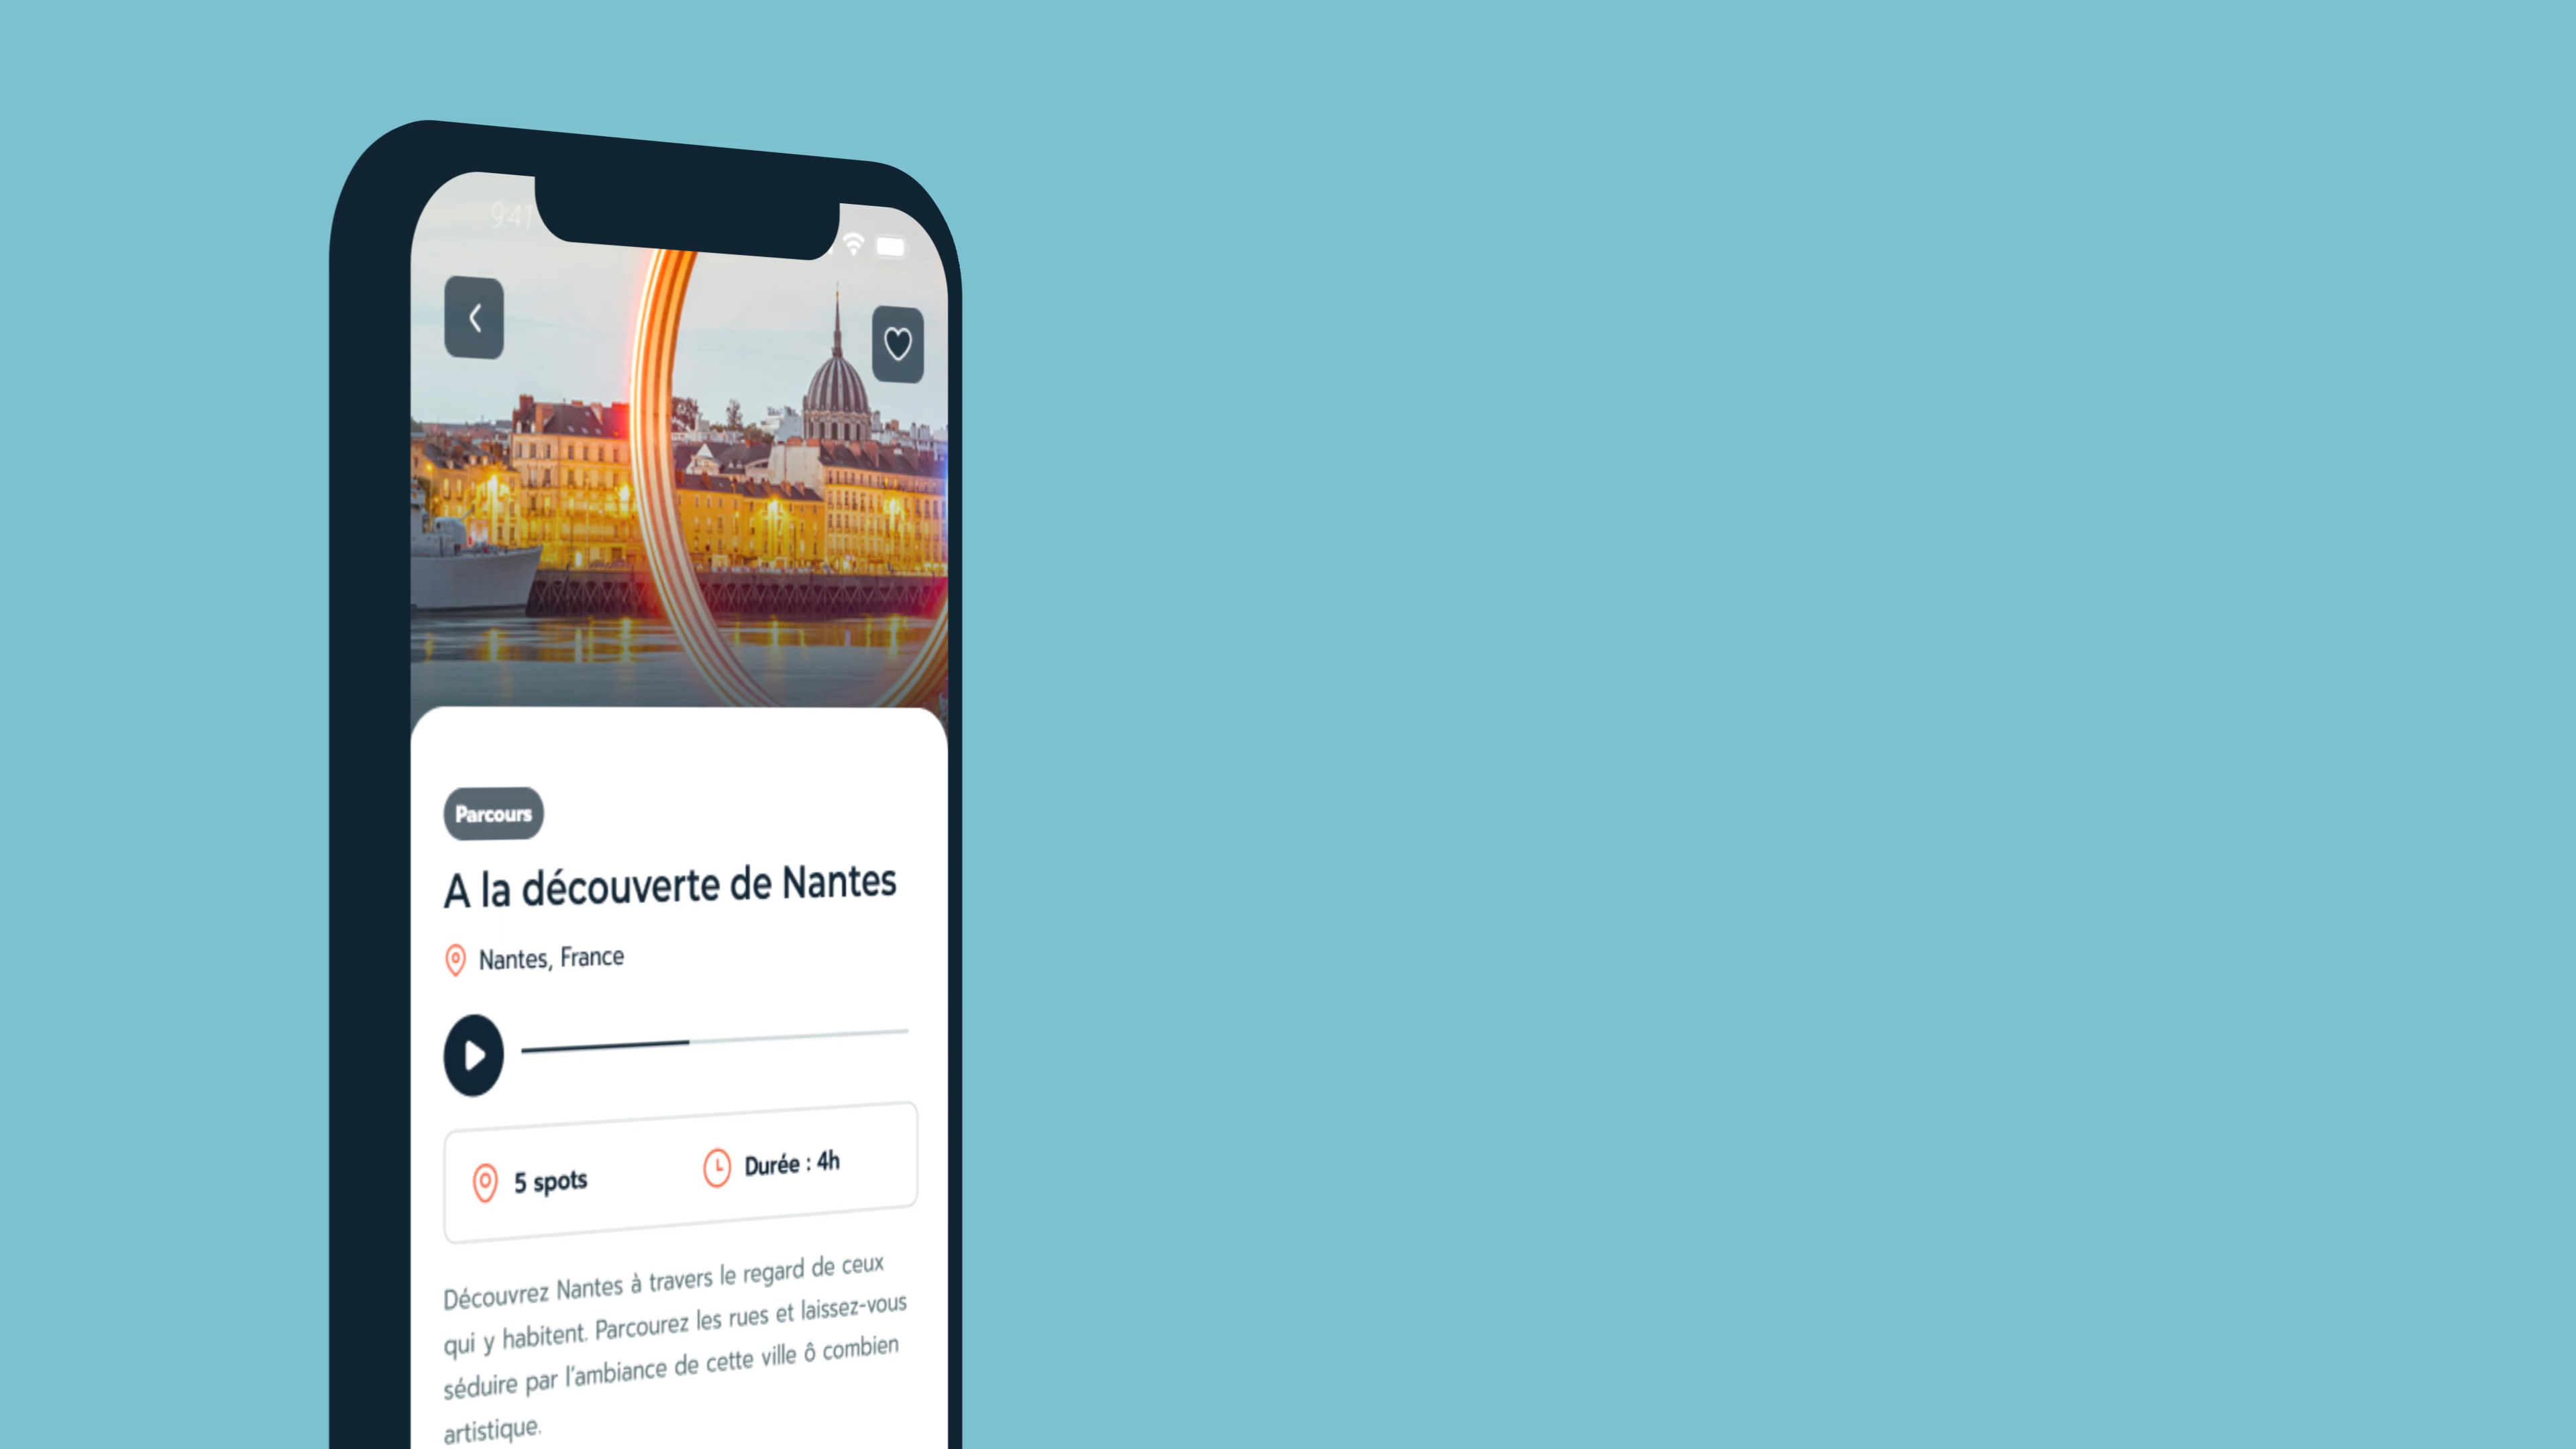 9:41
Parcours
A la découverte de Nantes
Nantes, France
5 spots
Durée : 4h
Découvrez Nantes à travers le regard de ceux
qui y habitent. Parcourez les rues et laissez-vous
séduire par l'ambiance de cette ville ô combien
artistique.